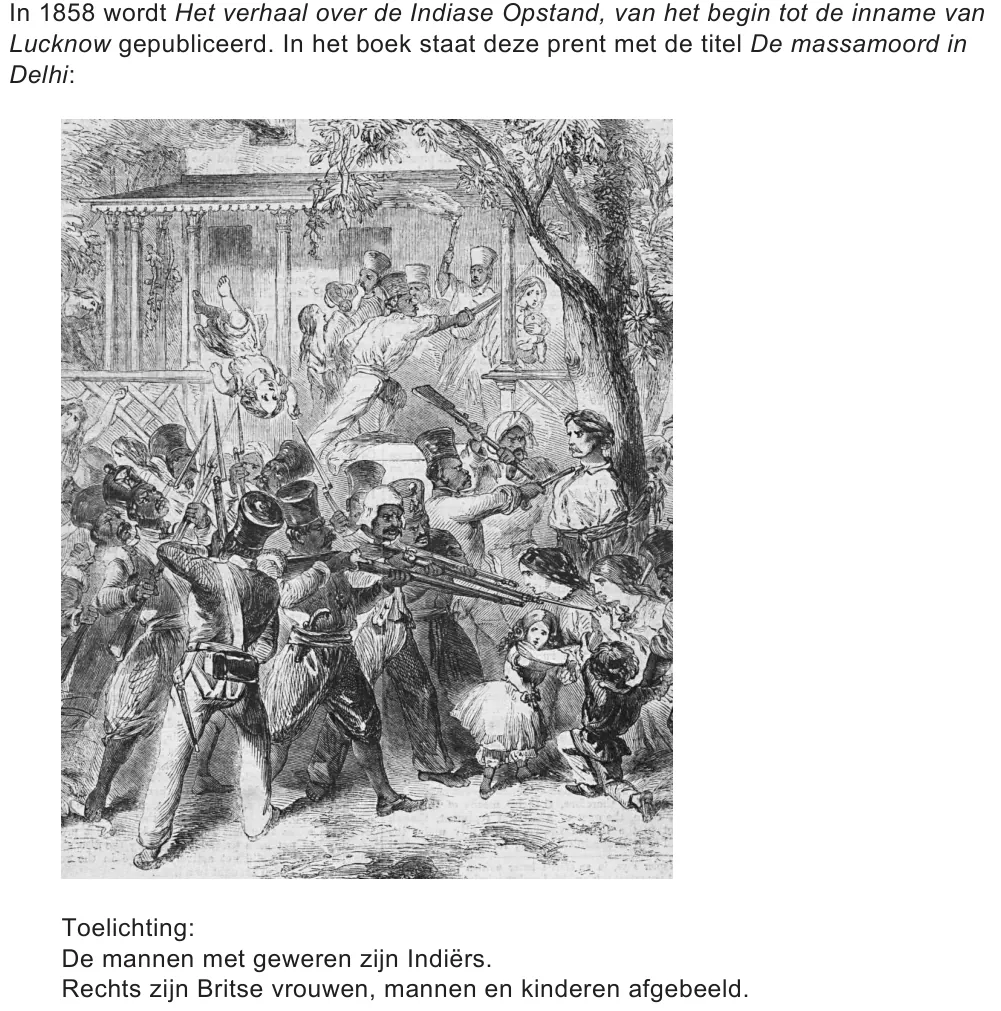 In 1858 wordt Het verhaal over de Indiase Opstand, van het begin tot de inname van
Lucknow gepubliceerd. In het boek staat deze prent met de titel De massamoord in
Delhi:
Toelichting:
De mannen met geweren zijn Indiërs.
Rechts zijn Britse vrouwen, mannen en kinderen afgebeeld.